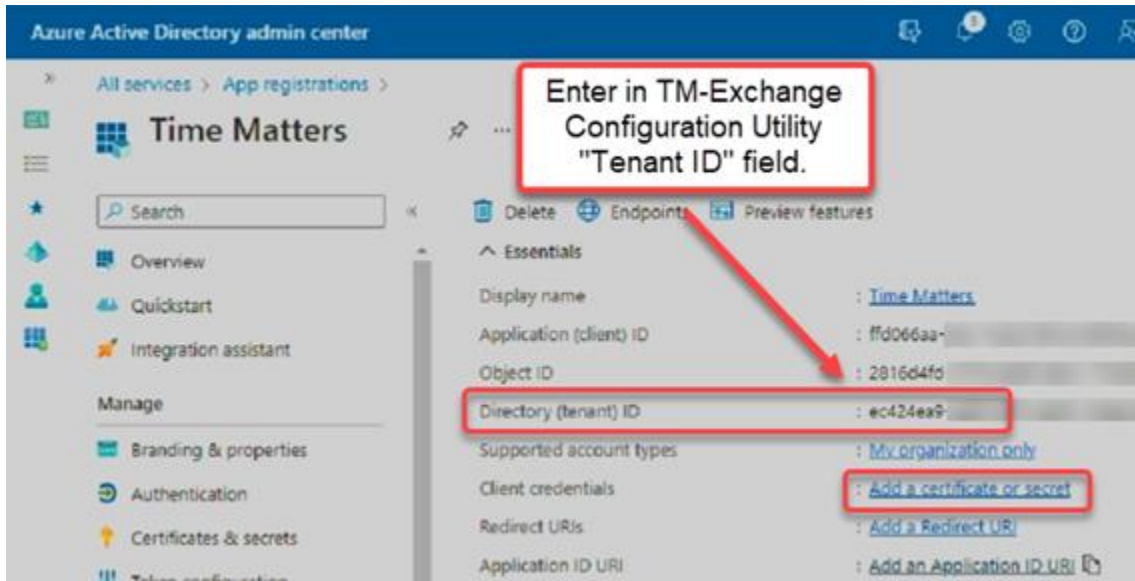 Azure Active Directory admin center
All services > App registrations >
Time Matters
Enter in TM-Exchange
Configuration Utility
"Tenant ID" field.
Search
Delete Endpoints Preview features
Essentials
Overview
Quickstart
Integration assistant
Manage
Branding & properties
Authentication
Certificates & secrets
Token configuration
Display name : Time Matters
Application (client) ID : ffd066aa-
Object ID : 2816d4fd
Directory (tenant) ID : ec424ea9-
Supported account types : My organization only
Client credentials : Add a certificate or secret
Redirect URIs : Add a Redirect URI
Application ID URI : Add an Application ID URI